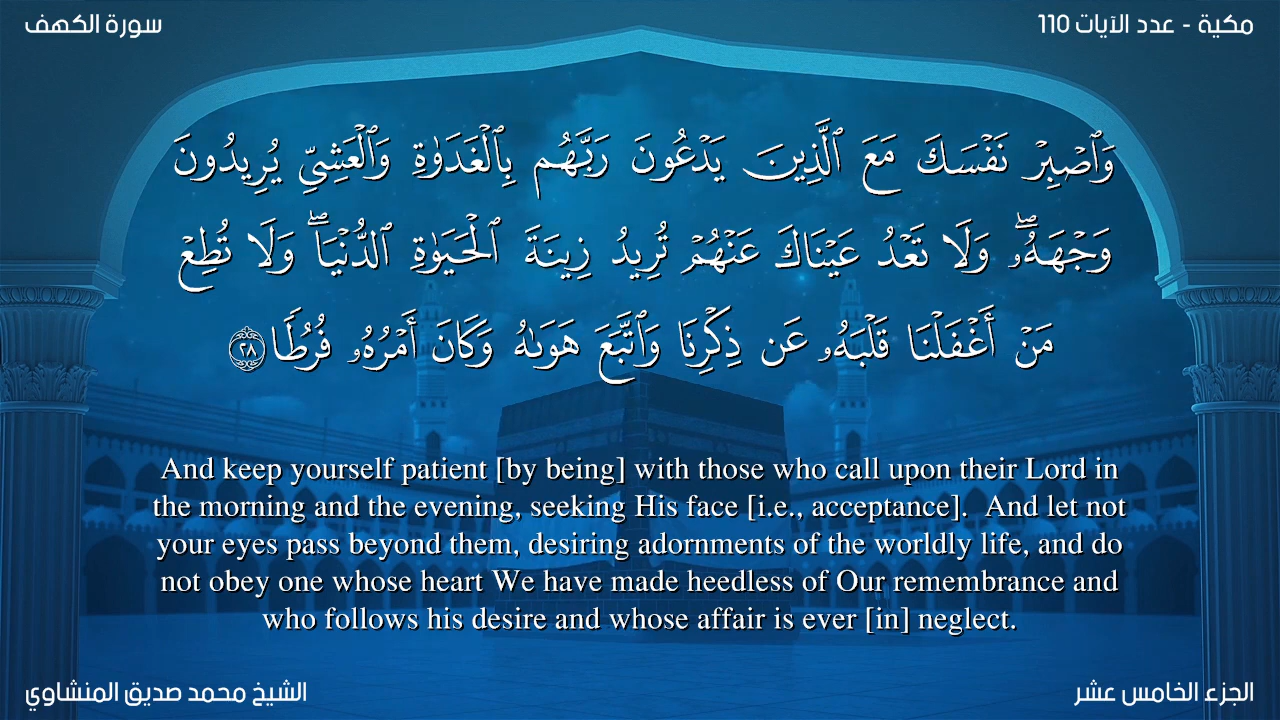 مكية - عدد الآيات 110
سورة الكهف
وَٱصْبِرْ نَفْسَكَ مَعَ ٱلَّذِينَ يَدْعُونَ رَبَّهُم بِٱلْغَدَوٰةِ وَٱلْعَشِىِّ يُرِيدُونَ
وَجْهَهُۥ ۖ وَلَا تَعْدُ عَيْنَاكَ عَنْهُمْ تُرِيدُ زِينَةَ ٱلْحَيَوٰةِ ٱلدُّنْيَا ۖ وَلَا تُطِعْ
مَنْ أَغْفَلْنَا قَلْبَهُۥ عَن ذِكْرِنَا وَٱتَّبَعَ هَوَىٰهُ وَكَانَ أَمْرُهُۥ فُرُطًا ٢٨
And keep yourself patient [by being] with those who call upon their Lord in
the morning and the evening, seeking His face [i.e., acceptance].  And let not
your eyes pass beyond them, desiring adornments of the worldly life, and do
not obey one whose heart We have made heedless of Our remembrance and
who follows his desire and whose affair is ever [in] neglect.
الجزء الخامس عشر
الشيخ محمد صديق المنشاوي